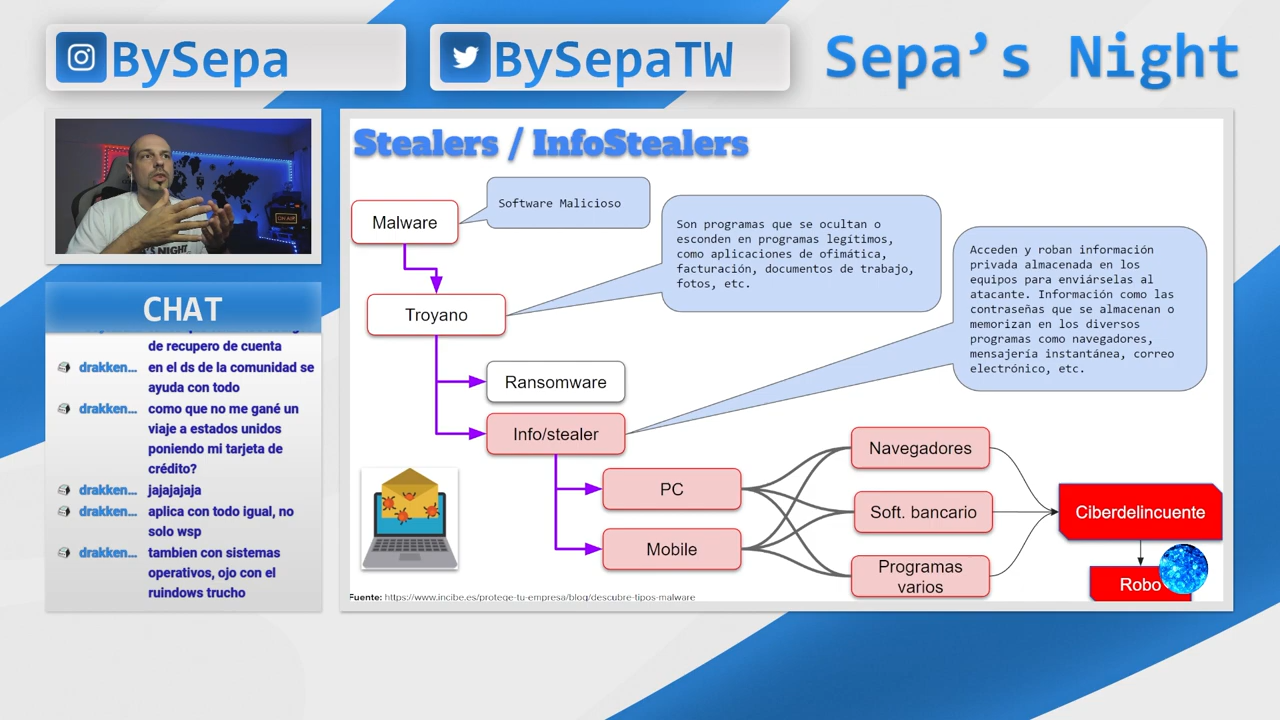 BySepa
BySepaTW
Sepa’s Night
CHAT
de recupero de cuenta
drakken... en el ds de la comunidad se
ayuda con todo
drakken... como que no me gané un
viaje a estados unidos
poniendo mi tarjeta de
crédito?
drakken... jajajajaja
drakken... aplica con todo igual, no
solo wsp
drakken... tambien con sistemas
operativos, ojo con el
ruindows trucho
Stealers / InfoStealers
Malware
Software Malicioso
Troyano
Son programas que se ocultan o
esconden en programas legítimos,
como aplicaciones de ofimática,
facturación, documentos de trabajo,
fotos, etc.
Acceden y roban información
privada almacenada en los
equipos para enviárselas al
atacante. Información como las
contraseñas que se almacenan o
memorizan en los diversos
programas como navegadores,
mensajería instantánea, correo
electrónico, etc.
Ransomware
Info/stealer
PC
Mobile
Navegadores
Soft. bancario
Programas
varios
Ciberdelincuente
Robo
Fuente: https://www.incibe.es/protege-tu-empresa/blog/descubre-tipos-malware